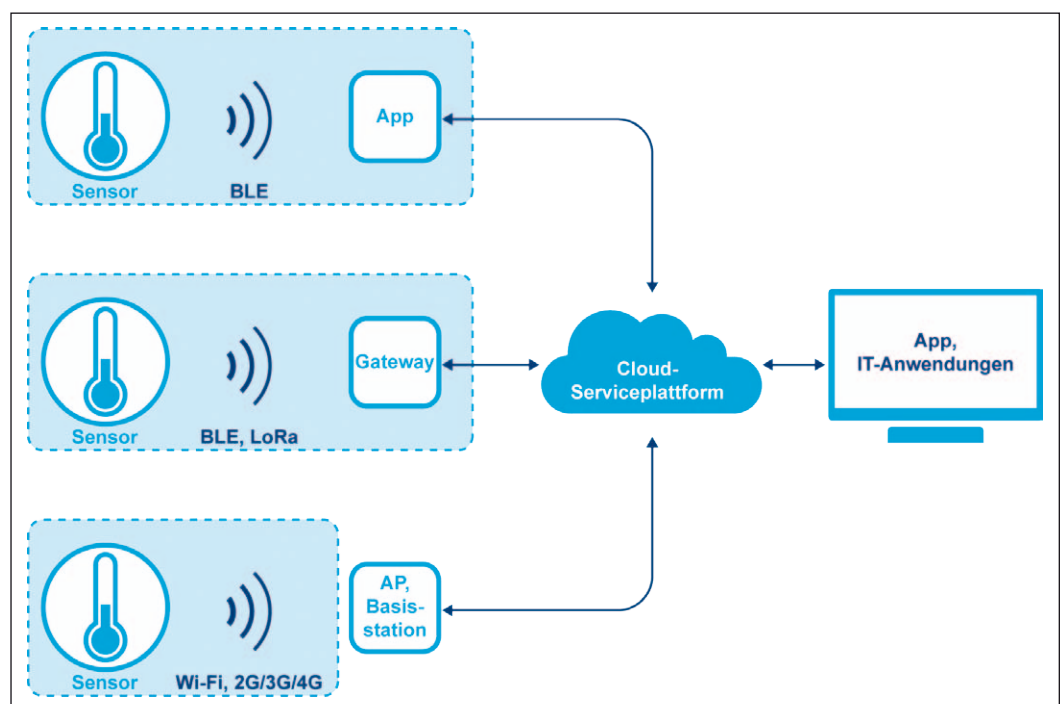 App
Sensor
BLE
Gateway
Sensor
BLE, LoRa
AP,
Basis-
station
Sensor
Wi-Fi, 2G/3G/4G
Cloud-
Serviceplattform
App,
IT-Anwendungen